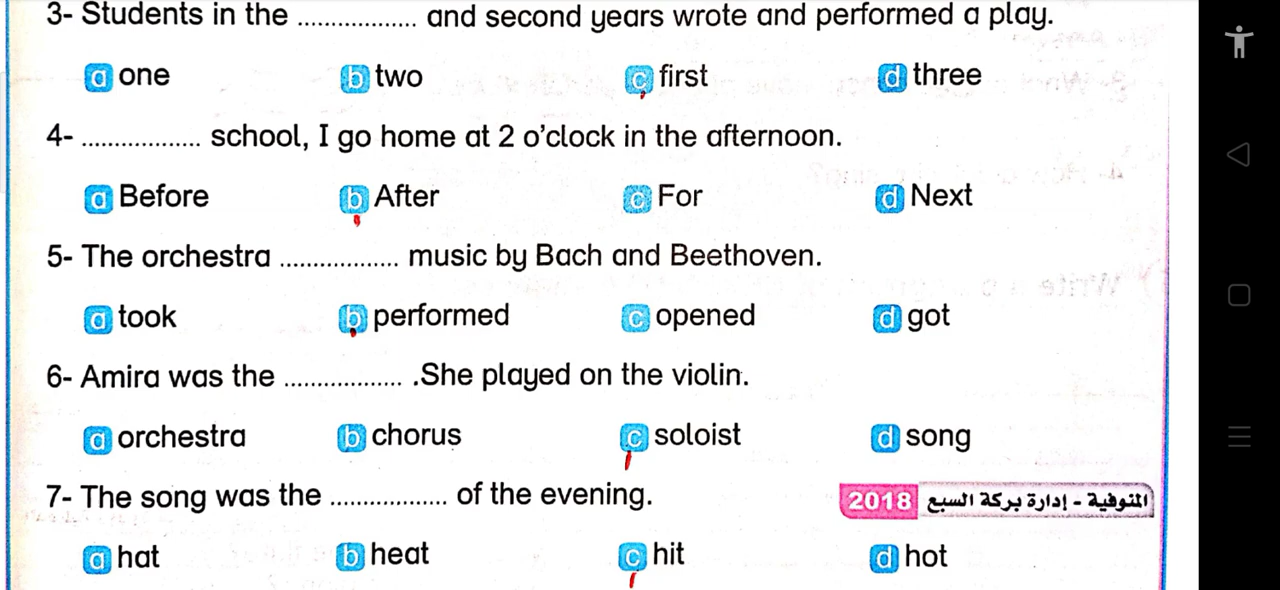 3- Students in the .................. and second years wrote and performed a play.
a one b two c first d three
4- .................. school, I go home at 2 o'clock in the afternoon.
a Before b After c For d Next
5- The orchestra .................. music by Bach and Beethoven.
a took b performed c opened d got
6- Amira was the .................. .She played on the violin.
a orchestra b chorus c soloist d song
7- The song was the .................. of the evening. 2018 المنوفية - إدارة بركة السبع
a hat b heat c hit d hot